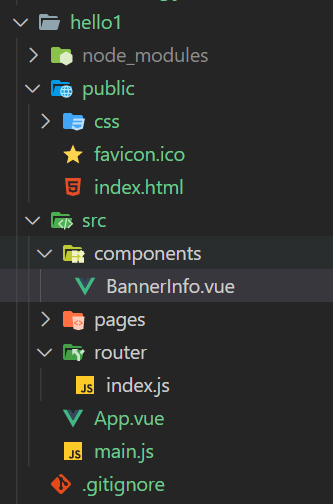 hello1
node_modules
public
css
favicon.ico
index.html
src
components
BannerInfo.vue
pages
router
JS index.js
App.vue
JS main.js
.gitignore